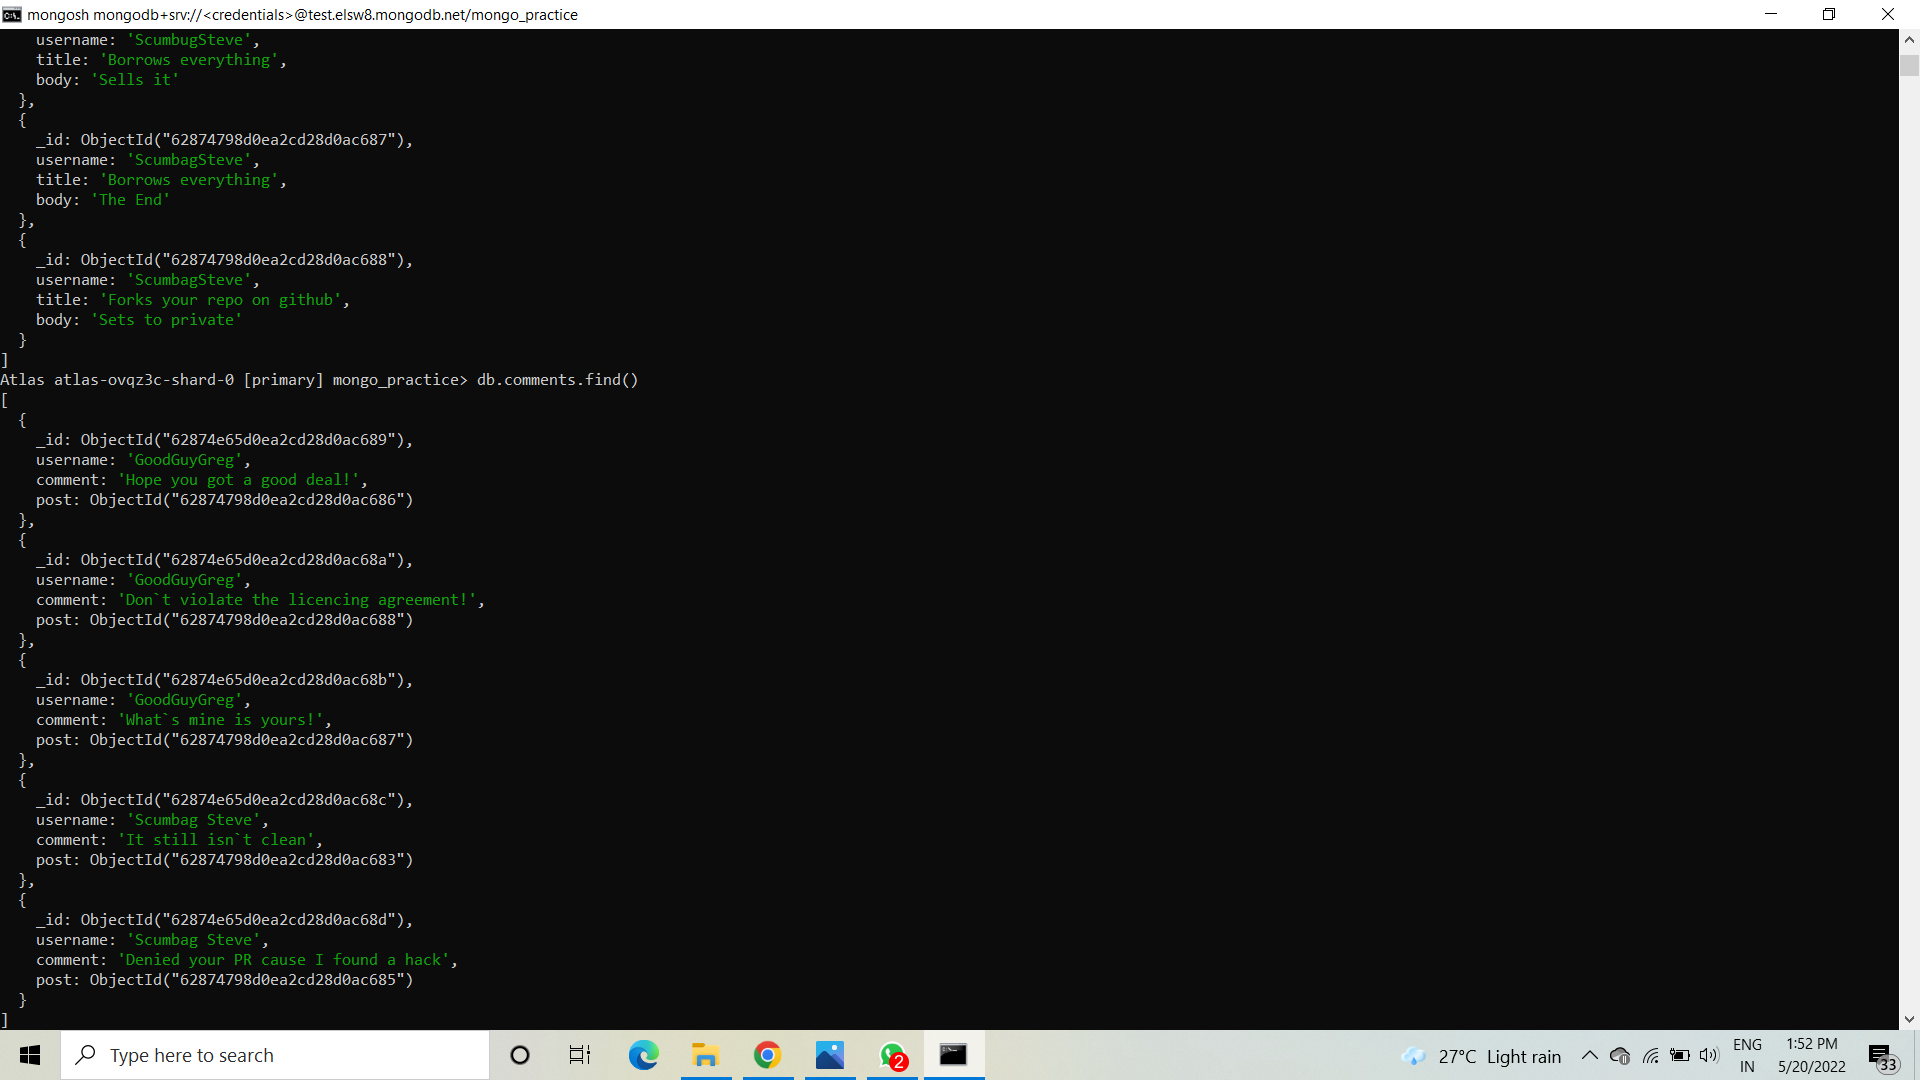 mongosh mongodb+srv://<credentials>@test.elsw8.mongodb.net/mongo_practice
username: 'ScumbugSteve',
title: 'Borrows everything',
body: 'Sells it'
},
{
_id: ObjectId("62874798d0ea2cd28d0ac687"),
username: 'ScumbagSteve',
title: 'Borrows everything',
body: 'The End'
},
{
_id: ObjectId("62874798d0ea2cd28d0ac688"),
username: 'ScumbagSteve',
title: 'Forks your repo on github',
body: 'Sets to private'
}
]
Atlas atlas-ovqz3c-shard-0 [primary] mongo_practice> db.comments.find()
[
{
_id: ObjectId("62874e65d0ea2cd28d0ac689"),
username: 'GoodGuyGreg',
comment: 'Hope you got a good deal!',
post: ObjectId("62874798d0ea2cd28d0ac686")
},
{
_id: ObjectId("62874e65d0ea2cd28d0ac68a"),
username: 'GoodGuyGreg',
comment: 'Don`t violate the licencing agreement!',
post: ObjectId("62874798d0ea2cd28d0ac688")
},
{
_id: ObjectId("62874e65d0ea2cd28d0ac68b"),
username: 'GoodGuyGreg',
comment: 'What`s mine is yours!',
post: ObjectId("62874798d0ea2cd28d0ac687")
},
{
_id: ObjectId("62874e65d0ea2cd28d0ac68c"),
username: 'Scumbag Steve',
comment: 'It still isn`t clean',
post: ObjectId("62874798d0ea2cd28d0ac683")
},
{
_id: ObjectId("62874e65d0ea2cd28d0ac68d"),
username: 'Scumbag Steve',
comment: 'Denied your PR cause I found a hack',
post: ObjectId("62874798d0ea2cd28d0ac685")
}
]
Type here to search
2
27°C Light rain
ENG
IN
1:52 PM
5/20/2022
33